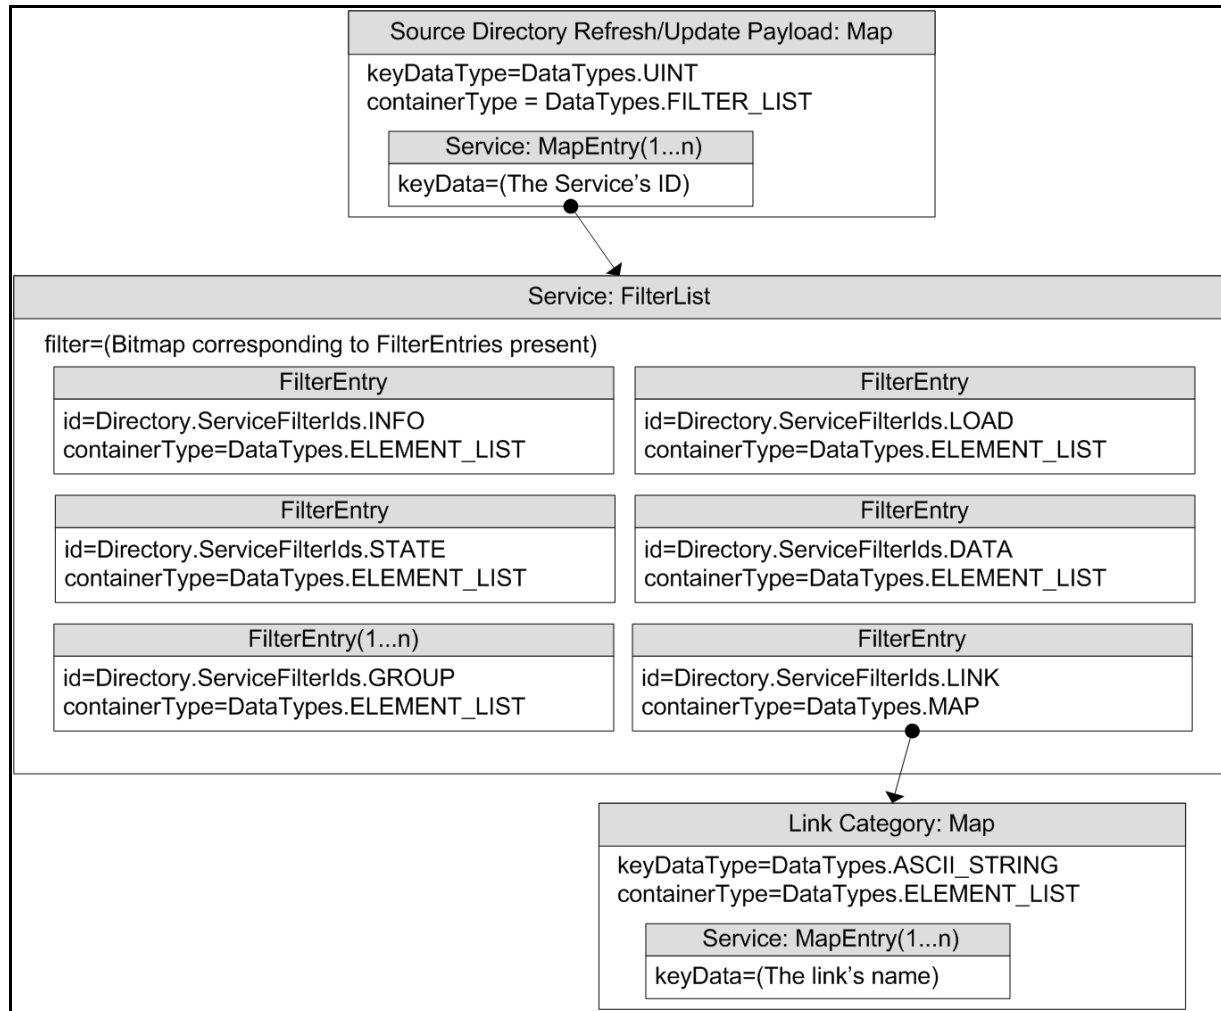 Source Directory Refresh/Update Payload: Map
keyDataType=DataTypes.UINT
containerType = DataTypes.FILTER_LIST
Service: MapEntry(1...n)
keyData=(The Service's ID)
Service: FilterList
filter=(Bitmap corresponding to FilterEntries present)
FilterEntry
id=Directory.ServiceFilterIds.INFO
containerType=DataTypes.ELEMENT_LIST
FilterEntry
id=Directory.ServiceFilterIds.LOAD
containerType=DataTypes.ELEMENT_LIST
FilterEntry
id=Directory.ServiceFilterIds.STATE
containerType=DataTypes.ELEMENT_LIST
FilterEntry
id=Directory.ServiceFilterIds.DATA
containerType=DataTypes.ELEMENT_LIST
FilterEntry(1...n)
id=Directory.ServiceFilterIds.GROUP
containerType=DataTypes.ELEMENT_LIST
FilterEntry
id=Directory.ServiceFilterIds.LINK
containerType=DataTypes.MAP
Link Category: Map
keyDataType=DataTypes.ASCII_STRING
containerType=DataTypes.ELEMENT_LIST
Service: MapEntry(1...n)
keyData=(The link's name)